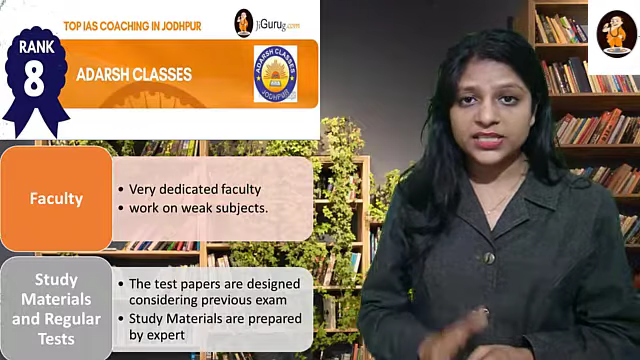 TOP IAS COACHING IN JODHPUR
JiGuruG.com
RANK
8
ADARSH CLASSES
ADARSH CLASSES
JODHPUR
Faculty
• Very dedicated faculty
• work on weak subjects.
Study
Materials
and Regular
Tests
• The test papers are designed
considering previous exam
• Study Materials are prepared
by expert